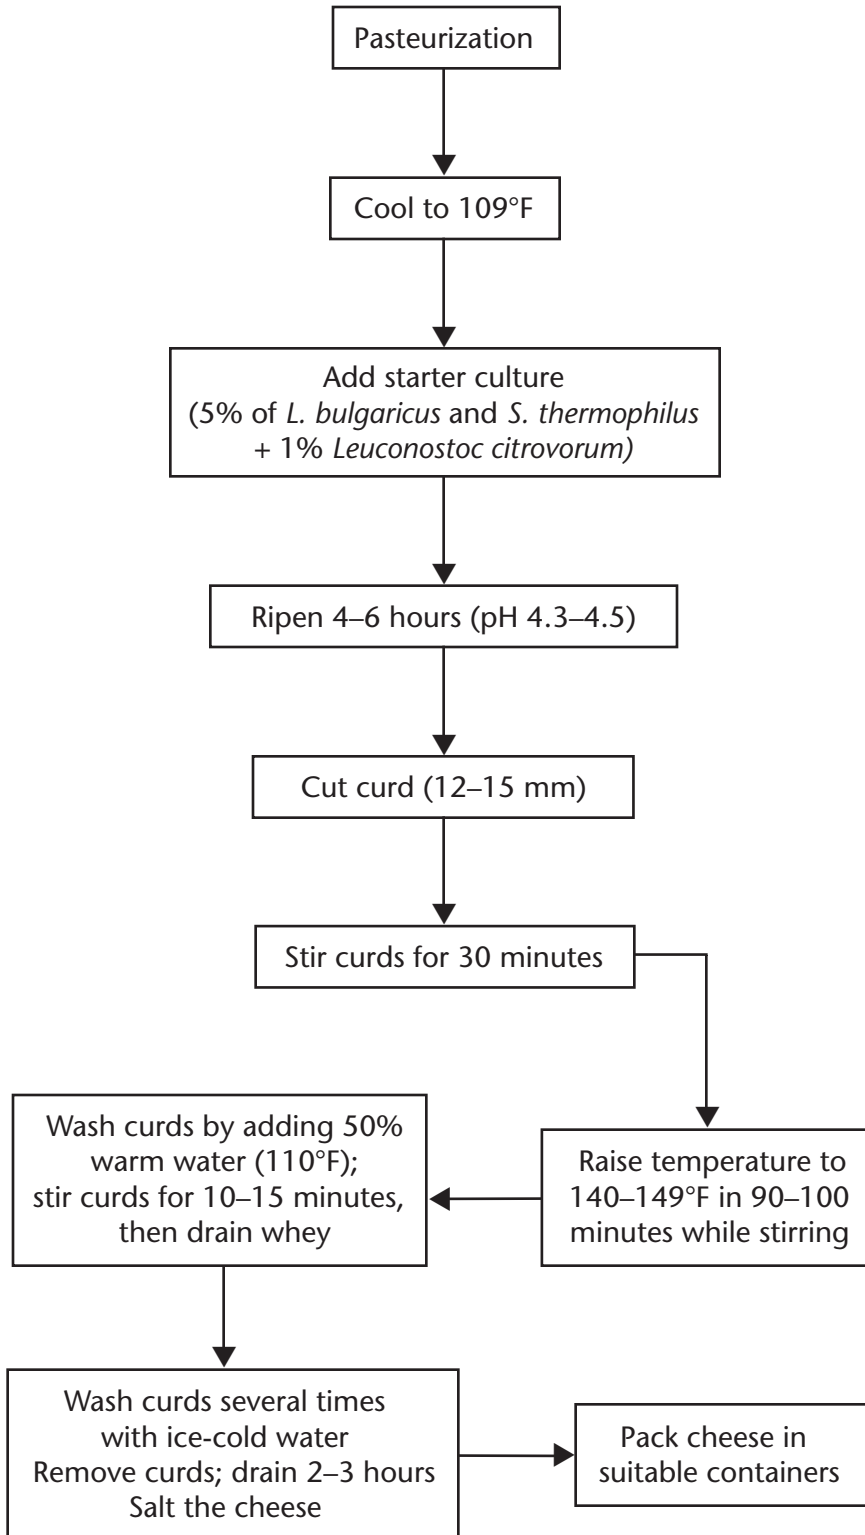 Pasteurization
Cool to 109°F
Add starter culture
(5% of L. bulgaricus and S. thermophilus
+ 1% Leuconostoc citrovorum)
Ripen 4–6 hours (pH 4.3–4.5)
Cut curd (12–15 mm)
Stir curds for 30 minutes
Raise temperature to
140–149°F in 90–100
minutes while stirring
Wash curds by adding 50%
warm water (110°F);
stir curds for 10–15 minutes,
then drain whey
Wash curds several times
with ice-cold water
Remove curds; drain 2–3 hours
Salt the cheese
Pack cheese in
suitable containers